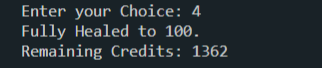 Enter your Choice: 4
Fully Healed to 100.
Remaining Credits: 1362